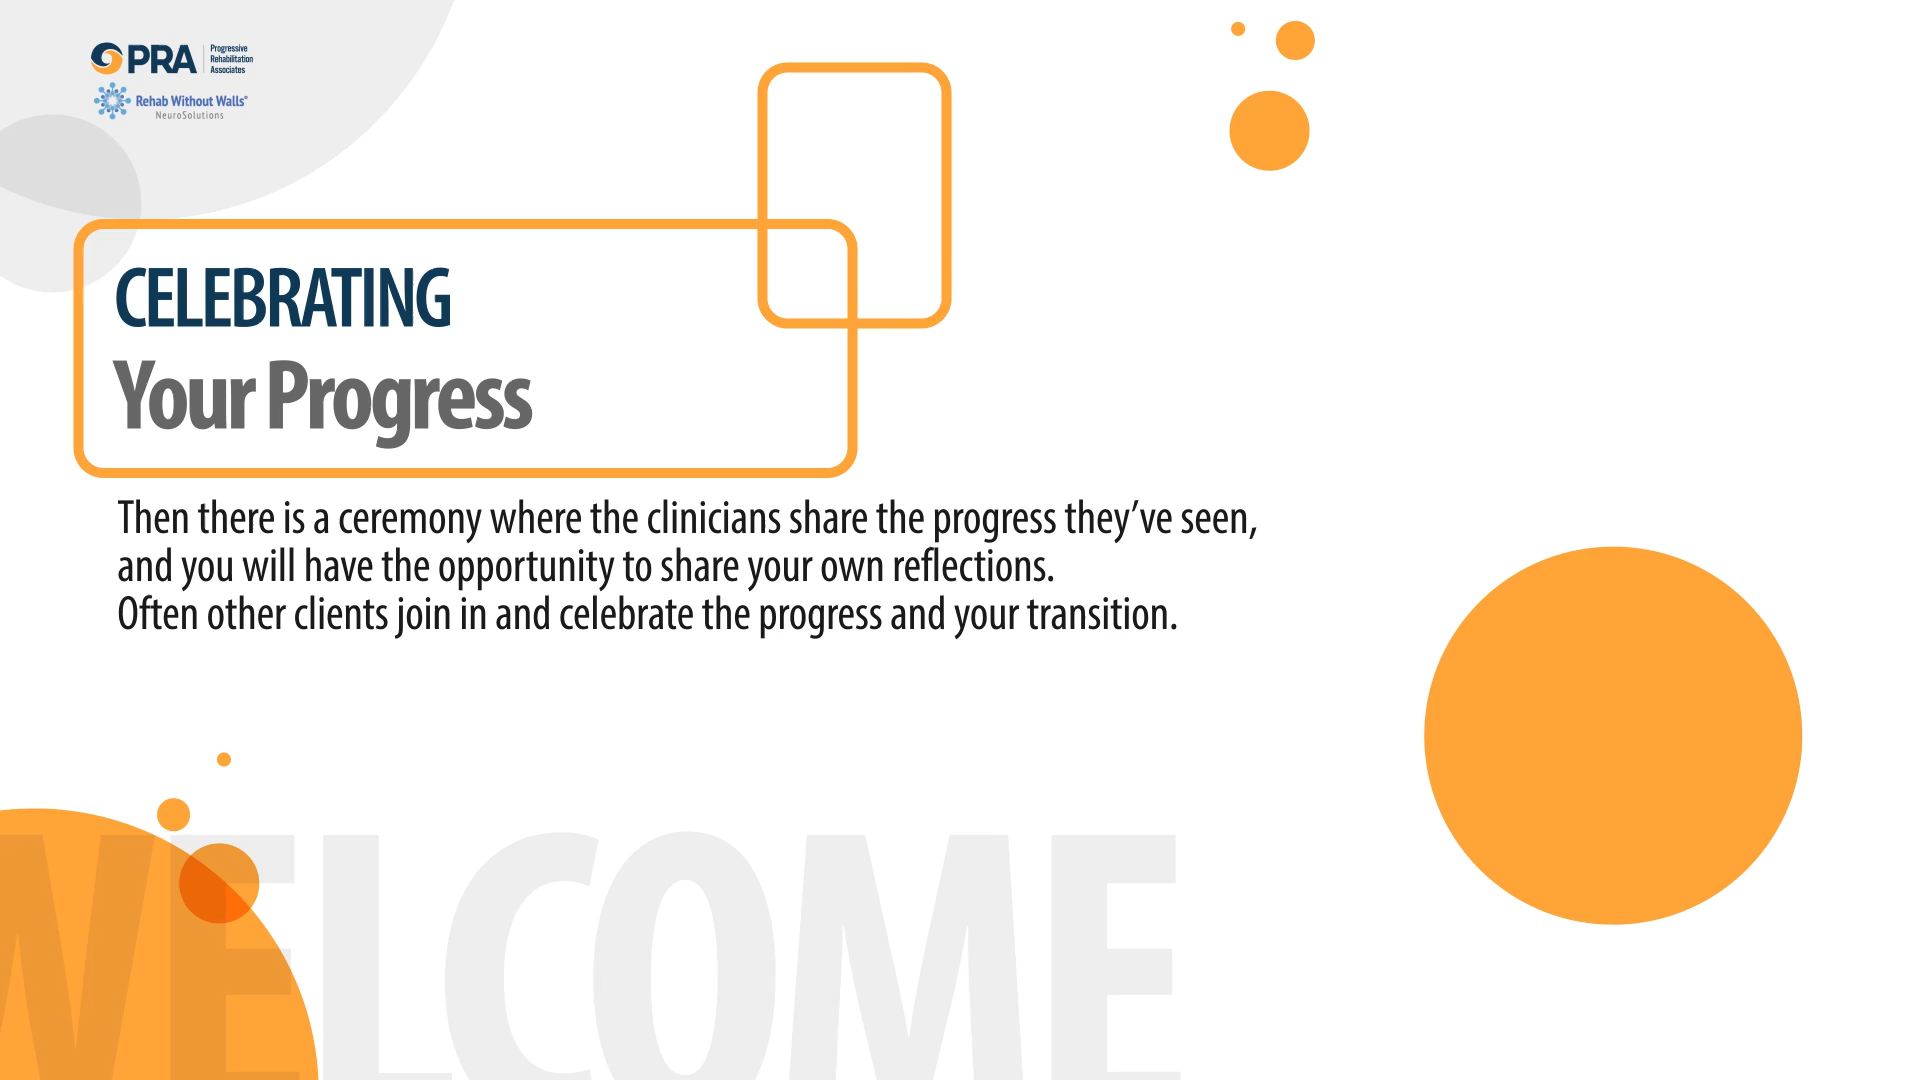 PRA
Progressive
Rehabilitation
Associates
Rehab Without Walls®
NeuroSolutions
CELEBRATING
Your Progress
Then there is a ceremony where the clinicians share the progress they’ve seen,
and you will have the opportunity to share your own reflections.
Often other clients join in and celebrate the progress and your transition.
WELCOME